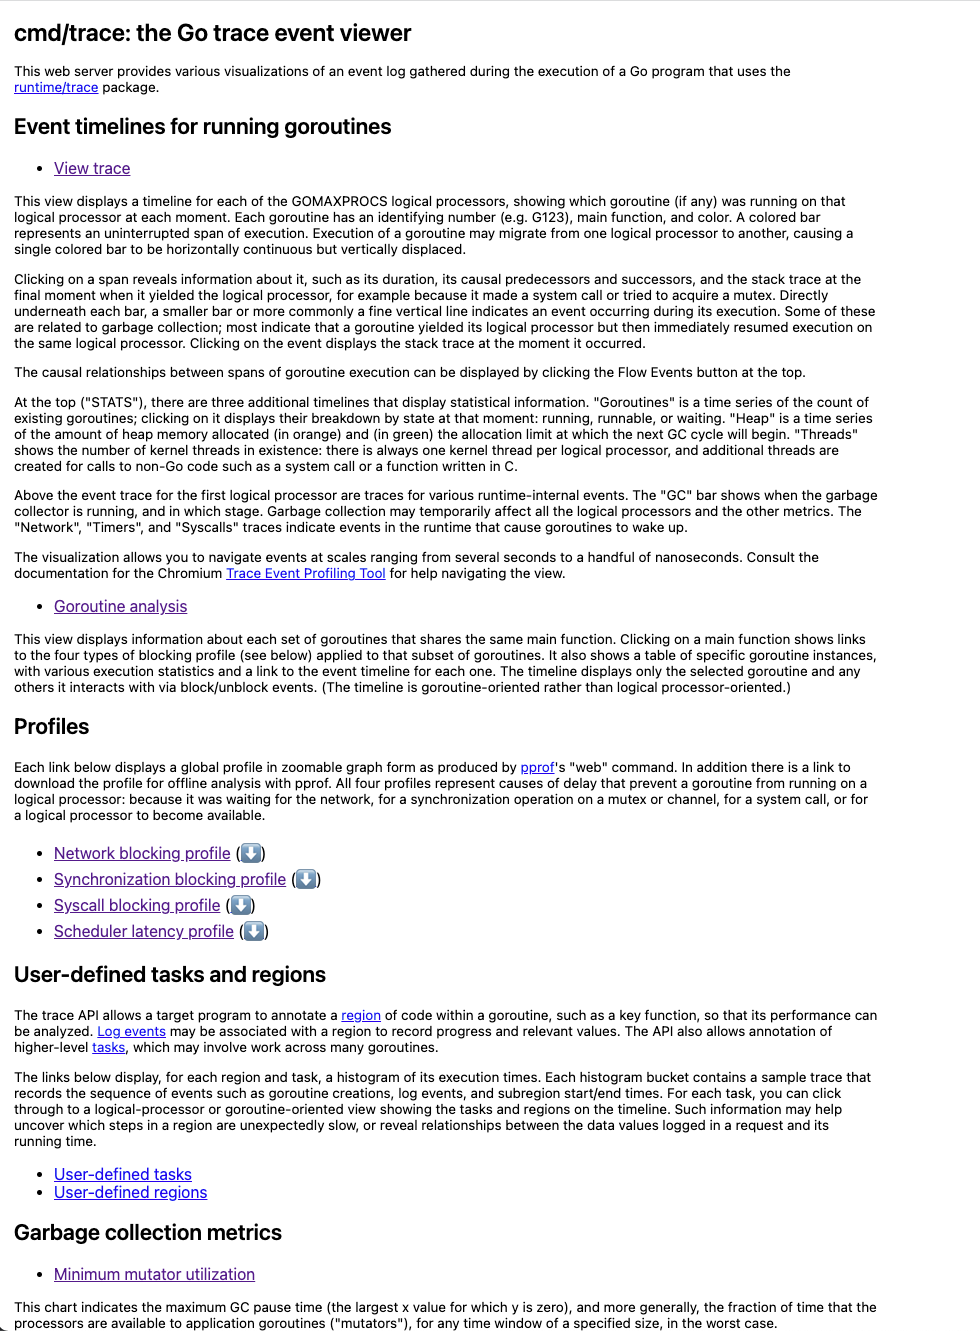 cmd/trace: the Go trace event viewer
This web server provides various visualizations of an event log gathered during the execution of a Go program that uses the
runtime/trace package.
Event timelines for running goroutines
• View trace
This view displays a timeline for each of the GOMAXPROCS logical processors, showing which goroutine (if any) was running on that
logical processor at each moment. Each goroutine has an identifying number (e.g. G123), main function, and color. A colored bar
represents an uninterrupted span of execution. Execution of a goroutine may migrate from one logical processor to another, causing a
single colored bar to be horizontally continuous but vertically displaced.
Clicking on a span reveals information about it, such as its duration, its causal predecessors and successors, and the stack trace at the
final moment when it yielded the logical processor, for example because it made a system call or tried to acquire a mutex. Directly
underneath each bar, a smaller bar or more commonly a fine vertical line indicates an event occurring during its execution. Some of these
are related to garbage collection; most indicate that a goroutine yielded its logical processor but then immediately resumed execution on
the same logical processor. Clicking on the event displays the stack trace at the moment it occurred.
The causal relationships between spans of goroutine execution can be displayed by clicking the Flow Events button at the top.
At the top ("STATS"), there are three additional timelines that display statistical information. "Goroutines" is a time series of the count of
existing goroutines; clicking on it displays their breakdown by state at that moment: running, runnable, or waiting. "Heap" is a time series
of the amount of heap memory allocated (in orange) and (in green) the allocation limit at which the next GC cycle will begin. "Threads"
shows the number of kernel threads in existence: there is always one kernel thread per logical processor, and additional threads are
created for calls to non-Go code such as a system call or a function written in C.
Above the event trace for the first logical processor are traces for various runtime-internal events. The "GC" bar shows when the garbage
collector is running, and in which stage. Garbage collection may temporarily affect all the logical processors and the other metrics. The
"Network", "Timers", and "Syscalls" traces indicate events in the runtime that cause goroutines to wake up.
The visualization allows you to navigate events at scales ranging from several seconds to a handful of nanoseconds. Consult the
documentation for the Chromium Trace Event Profiling Tool for help navigating the view.
• Goroutine analysis
This view displays information about each set of goroutines that shares the same main function. Clicking on a main function shows links
to the four types of blocking profile (see below) applied to that subset of goroutines. It also shows a table of specific goroutine instances,
with various execution statistics and a link to the event timeline for each one. The timeline displays only the selected goroutine and any
others it interacts with via block/unblock events. (The timeline is goroutine-oriented rather than logical processor-oriented.)
Profiles
Each link below displays a global profile in zoomable graph form as produced by pprof's "web" command. In addition there is a link to
download the profile for offline analysis with pprof. All four profiles represent causes of delay that prevent a goroutine from running on a
logical processor: because it was waiting for the network, for a synchronization operation on a mutex or channel, for a system call, or for
a logical processor to become available.
• Network blocking profile (⬇️)
• Synchronization blocking profile (⬇️)
• Syscall blocking profile (⬇️)
• Scheduler latency profile (⬇️)
User-defined tasks and regions
The trace API allows a target program to annotate a region of code within a goroutine, such as a key function, so that its performance can
be analyzed. Log events may be associated with a region to record progress and relevant values. The API also allows annotation of
higher-level tasks, which may involve work across many goroutines.
The links below display, for each region and task, a histogram of its execution times. Each histogram bucket contains a sample trace that
records the sequence of events such as goroutine creations, log events, and subregion start/end times. For each task, you can click
through to a logical-processor or goroutine-oriented view showing the tasks and regions on the timeline. Such information may help
uncover which steps in a region are unexpectedly slow, or reveal relationships between the data values logged in a request and its
running time.
• User-defined tasks
• User-defined regions
Garbage collection metrics
• Minimum mutator utilization
This chart indicates the maximum GC pause time (the largest x value for which y is zero), and more generally, the fraction of time that the
processors are available to application goroutines ("mutators"), for any time window of a specified size, in the worst case.